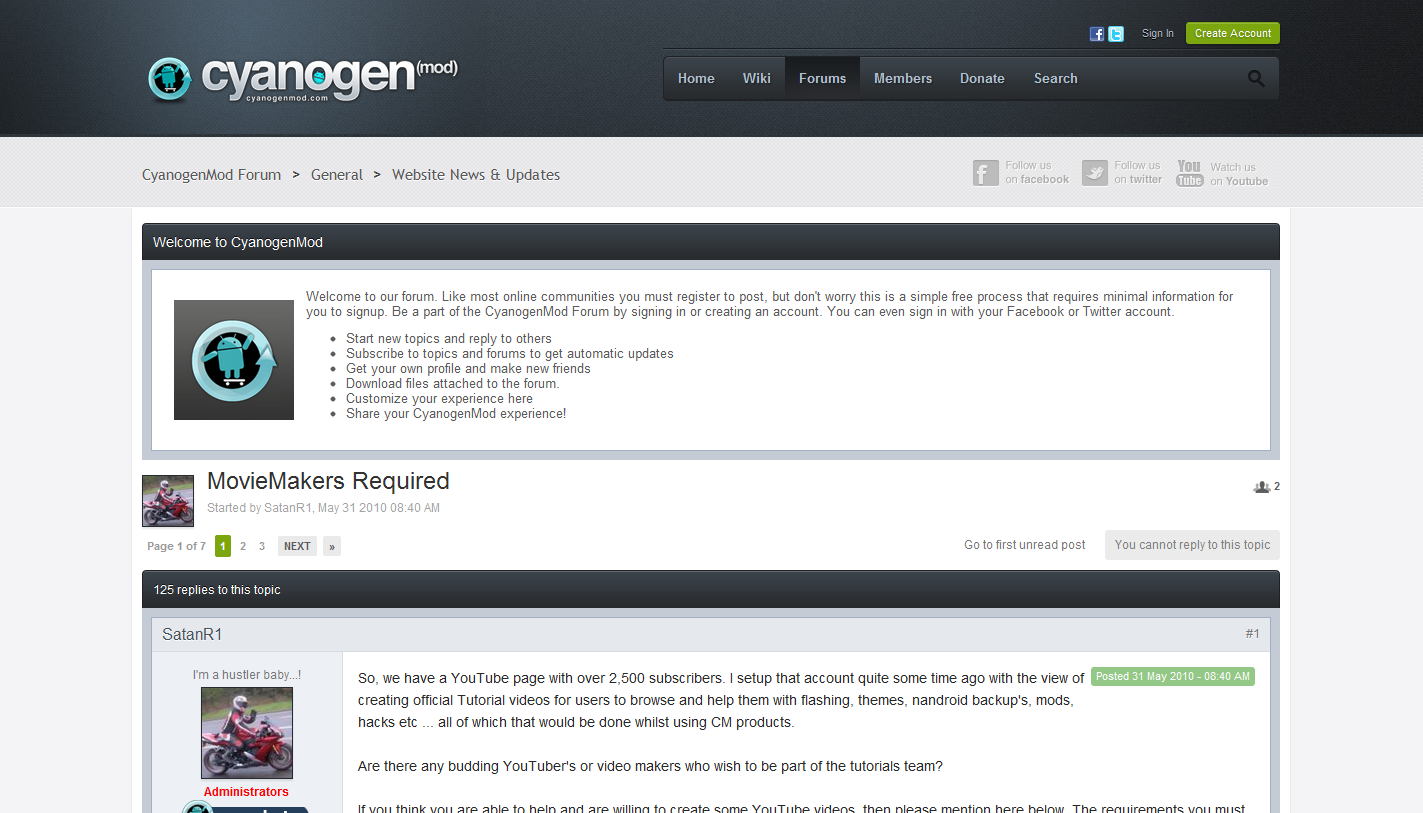 Sign In
Create Account
cyanogen(mod)
cyanogenmod.com
Home
Wiki
Forums
Members
Donate
Search
CyanogenMod Forum > General > Website News & Updates
Follow us
on facebook
Follow us
on twitter
You
Tube
Watch us
on Youtube
Welcome to CyanogenMod
Welcome to our forum. Like most online communities you must register to post, but don't worry this is a simple free process that requires minimal information for
you to signup. Be a part of the CyanogenMod Forum by signing in or creating an account. You can even sign in with your Facebook or Twitter account.
Start new topics and reply to others
Subscribe to topics and forums to get automatic updates
Get your own profile and make new friends
Download files attached to the forum.
Customize your experience here
Share your CyanogenMod experience!
MovieMakers Required
2
Started by SatanR1, May 31 2010 08:40 AM
Page 1 of 7 1 2 3 NEXT »
Go to first unread post
You cannot reply to this topic
125 replies to this topic
SatanR1
#1
I'm a hustler baby...!
Administrators
Posted 31 May 2010 - 08:40 AM
So, we have a YouTube page with over 2,500 subscribers. I setup that account quite some time ago with the view of
creating official Tutorial videos for users to browse and help them with flashing, themes, nandroid backup's, mods,
hacks etc ... all of which that would be done whilst using CM products.
Are there any budding YouTuber's or video makers who wish to be part of the tutorials team?
If you think you are able to help and are willing to create some YouTube videos, then please mention here below. The requirements you must